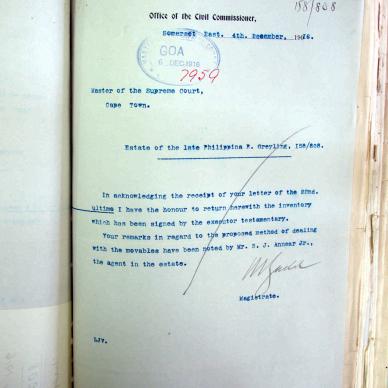 158/808
Office of the Civil Commissioner,
Somerset East. 4th. December, 1916.
GOA
6 DEC 1916
7959
Master of the Supreme Court,
Cape Town.
Estate of the late Philippina E. Greyling, 158/808.
In acknowledging the receipt of your letter of the 22nd.
ultimo I have the honour to return herewith the inventory
which has been signed by the executor testamentary.
Your remarks in regard to the proposed method of dealing
with the movables have been noted by Mr. S. J. Annear Jr.,
the agent in the estate.
Magistrate.
LJV.